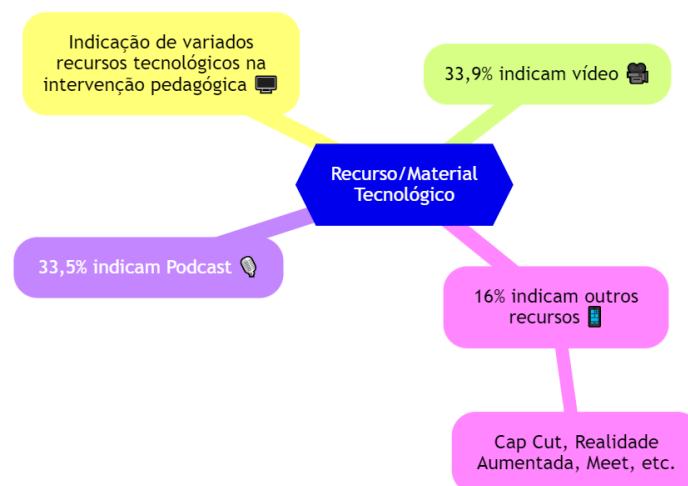 Indicação de variados
recursos tecnológicos na
intervenção pedagógica
33,9% indicam vídeo
Recurso/Material
Tecnológico
33,5% indicam Podcast
16% indicam outros
recursos
Cap Cut, Realidade
Aumentada, Meet, etc.